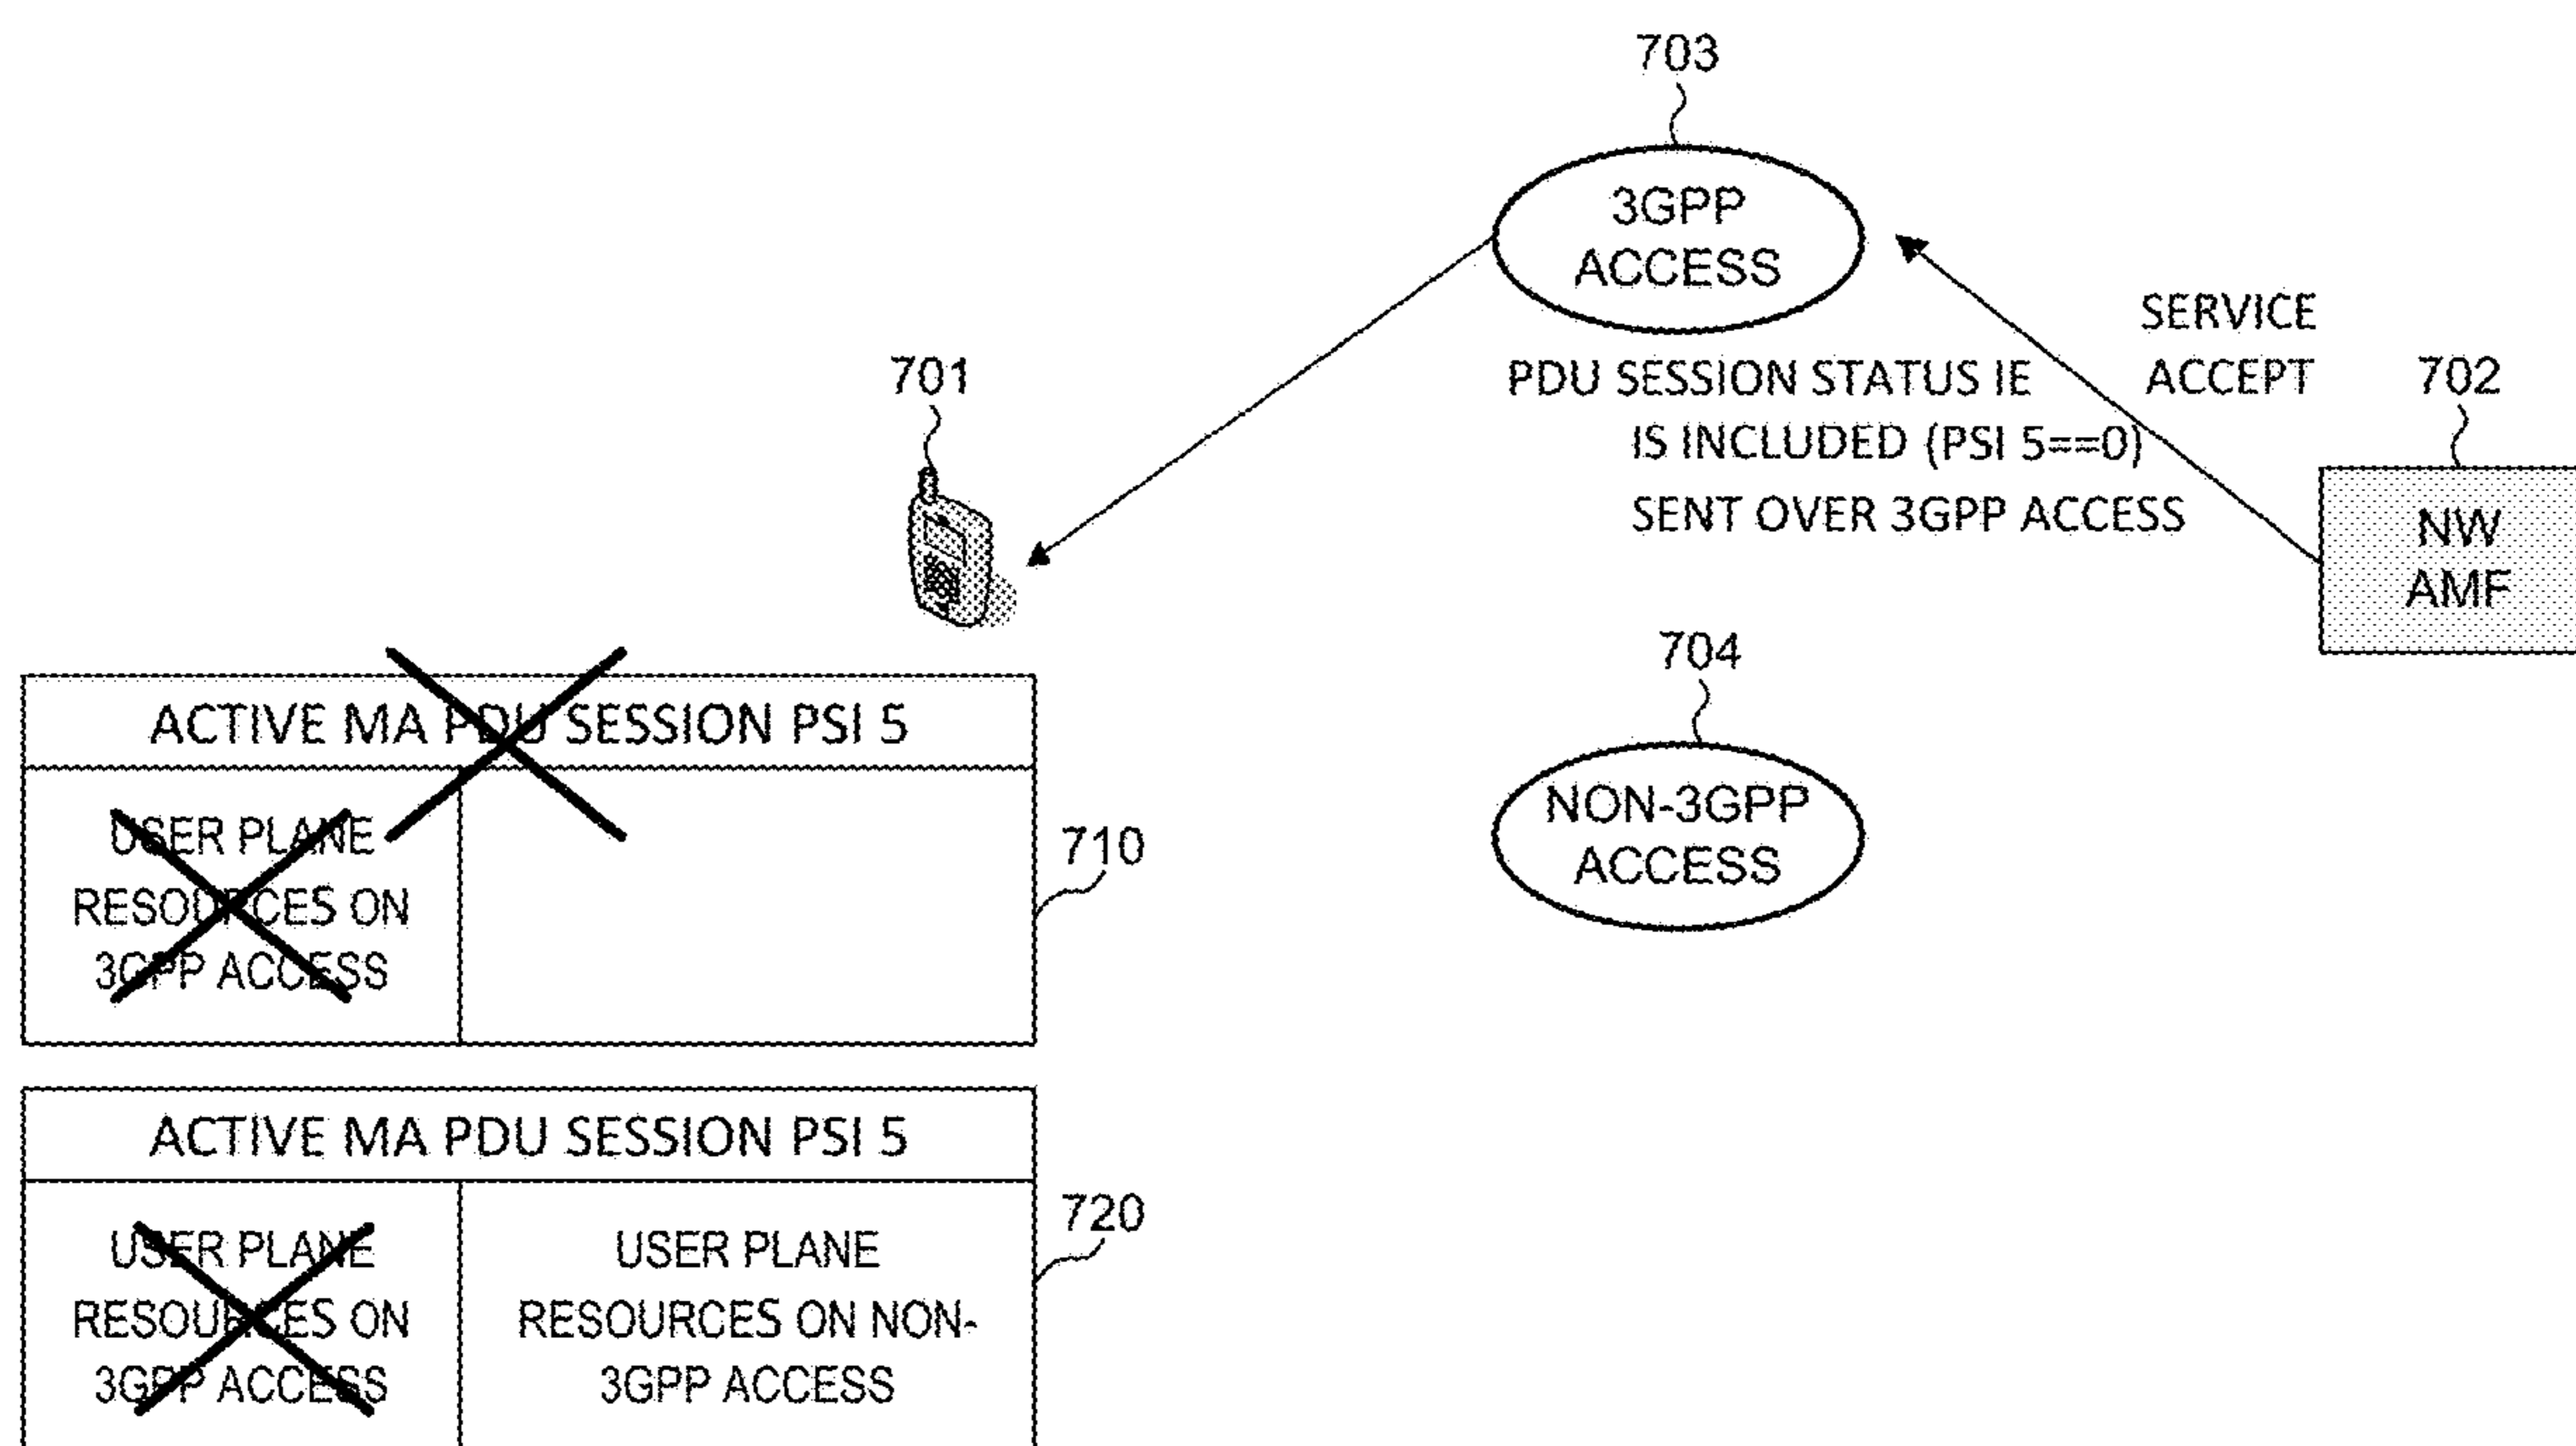 703
3GPP
ACCESS
SERVICE
ACCEPT
PDU SESSION STATUS IE
IS INCLUDED (PSI 5==0)
SENT OVER 3GPP ACCESS
701
702
NW
AMF
704
NON-3GPP
ACCESS
ACTIVE MA PDU SESSION PSI 5
USER PLANE
RESOURCES ON
3GPP ACCESS
710
ACTIVE MA PDU SESSION PSI 5
USER PLANE
RESOURCES ON
3GPP ACCESS
USER PLANE
RESOURCES ON NON-
3GPP ACCESS
720